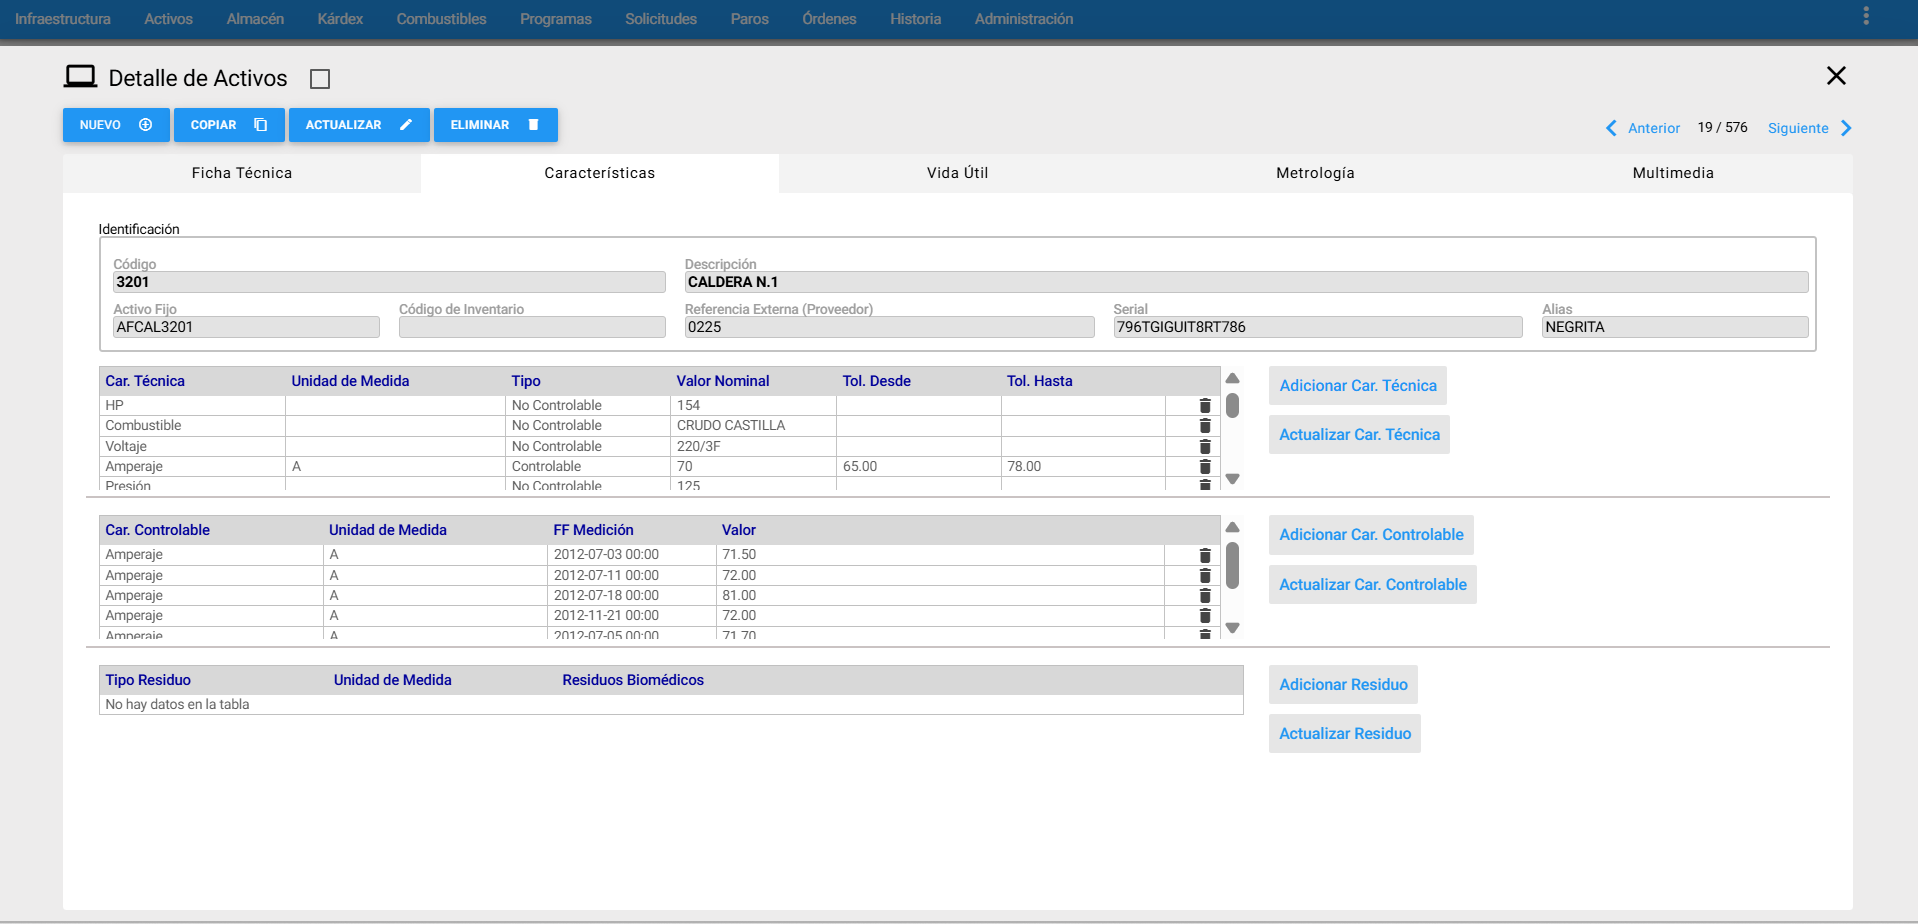 Infraestructura Activos Almacén Kárdex Combustibles Programas Solicitudes Paros Órdenes Historia Administración
Detalle de Activos
NUEVO COPIAR ACTUALIZAR ELIMINAR
Anterior 19 / 576 Siguiente
Ficha Técnica Características Vida Útil Metrología Multimedia
Identificación
Código Descripción
3201 CALDERA N.1
Activo Fijo Código de Inventario Referencia Externa (Proveedor) Serial Alias
AFCAL3201 0225 796TGIGUIT8RT786 NEGRITA
Car. Técnica Unidad de Medida Tipo Valor Nominal Tol. Desde Tol. Hasta
HP No Controlable 154
Combustible No Controlable CRUDO CASTILLA
Voltaje No Controlable 220/3F
Amperaje A Controlable 70 65.00 78.00
Presión No Controlable 125
Adicionar Car. Técnica
Actualizar Car. Técnica
Car. Controlable Unidad de Medida FF Medición Valor
Amperaje A 2012-07-03 00:00 71.50
Amperaje A 2012-07-11 00:00 72.00
Amperaje A 2012-07-18 00:00 81.00
Amperaje A 2012-11-21 00:00 72.00
Amperaje A 2012-07-05 00:00 71.70
Adicionar Car. Controlable
Actualizar Car. Controlable
Tipo Residuo Unidad de Medida Residuos Biomédicos
No hay datos en la tabla
Adicionar Residuo
Actualizar Residuo